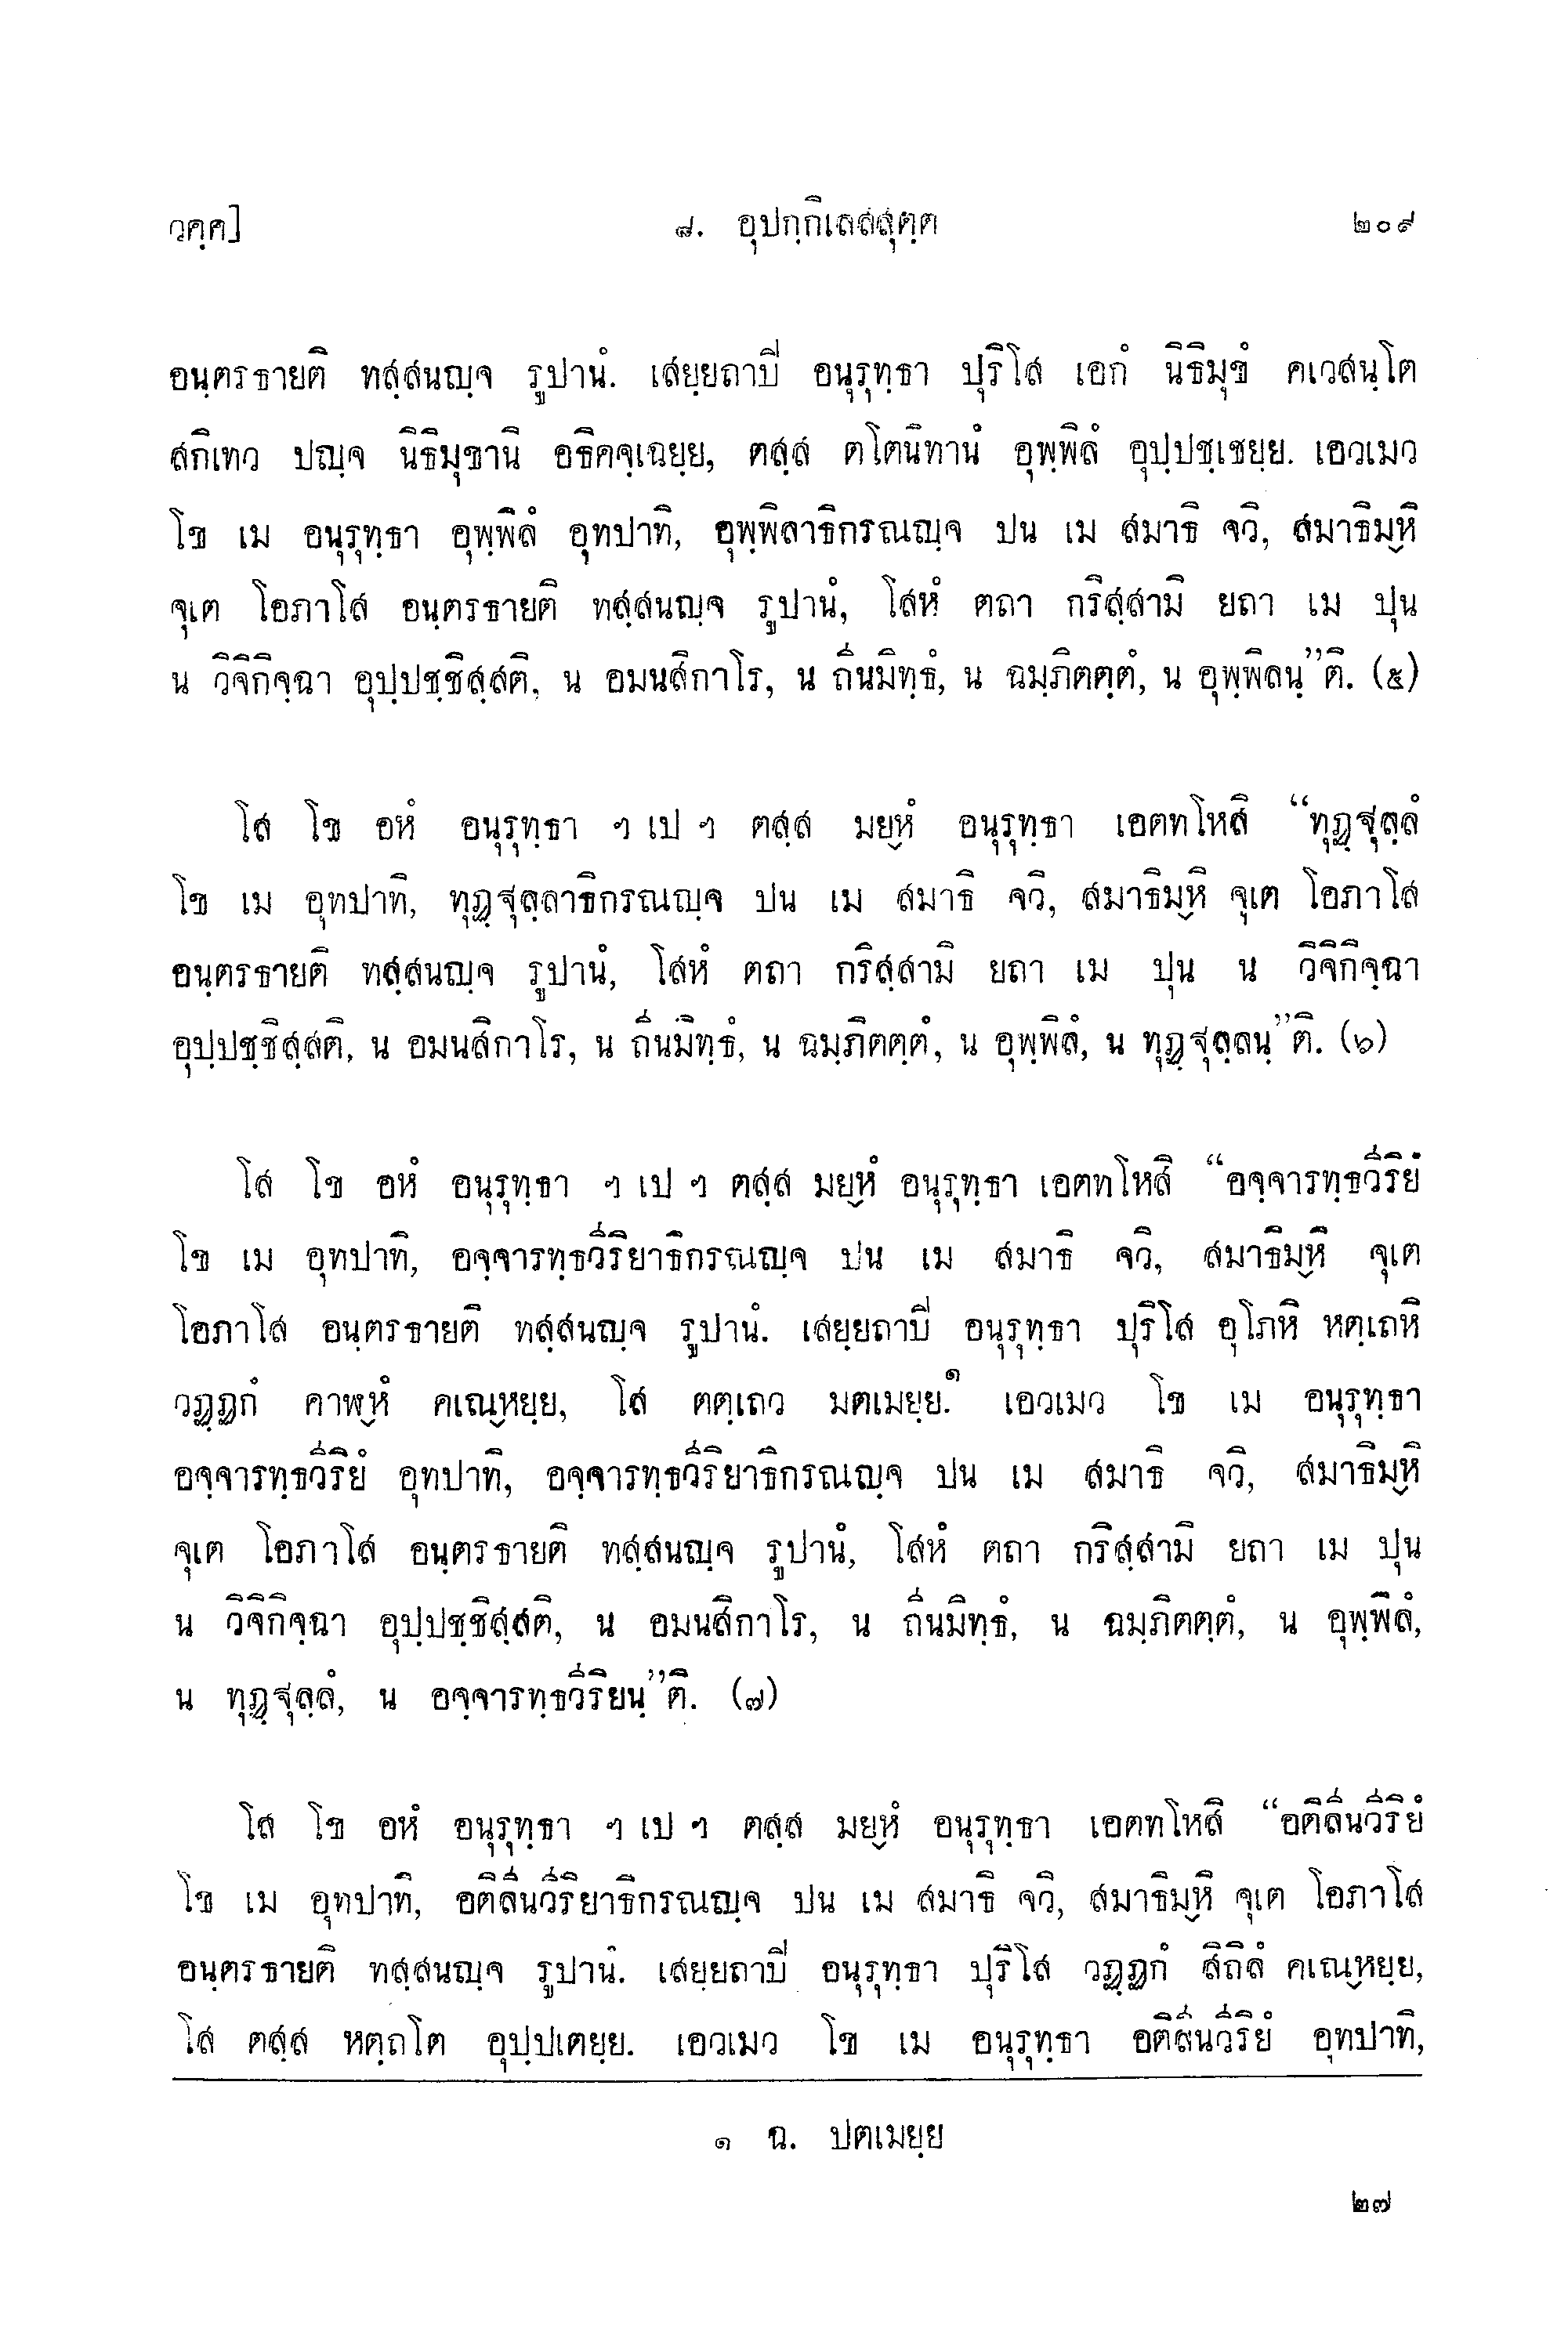 วคฺค] ๘. อุปกฺกิเลสสุตฺต ๒๐๙
อนฺตรธายติ ทสฺสนญฺจ รูปานํ. เสยฺยถาปิ อนุรุทฺธา ปุริโส เอกํ นิธิมุขํ คเวสนฺโต
สกิเทว ปญฺจ นิธิมุขานิ อธิคจฺเฉยฺย, ตสฺส ตโตนิทานํ อุพฺพิลํ อุปฺปชฺเชยฺย. เอวเมว
โข เม อนุรุทฺธา อุพฺพิลํ อุทปาทิ, อุพฺพิลาธิกรณญฺจ ปน เม สมาธิ จวิ, สมาธิมฺหิ
จุเต โอภาโส อนฺตรธายติ ทสฺสนญฺจ รูปานํ, โสหํ ตถา กริสฺสามิ ยถา เม ปุน
น วิจิกิจฺฉา อุปฺปชฺชิสฺสติ, น อมนสิกาโร, น ถีนมิทฺธํ, น ฉมฺภิตตฺตํ, น อุพฺพิลนฺ”ติ. (๕)
โส โข อหํ อนุรุทฺธา ฯ เป ฯ ตสฺส มยฺหํ อนุรุทฺธา เอตทโหสิ “ทุฏฺฐุลฺลํ
โข เม อุทปาทิ, ทุฏฺฐุลฺลาธิกรณญฺจ ปน เม สมาธิ จวิ, สมาธิมฺหิ จุเต โอภาโส
อนฺตรธายติ ทสฺสนญฺจ รูปานํ, โสหํ ตถา กริสฺสามิ ยถา เม ปุน น วิจิกิจฺฉา
อุปฺปชฺชิสฺสติ, น อมนสิกาโร, น ถีนมิทฺธํ, น ฉมฺภิตตฺตํ, น อุพฺพิลํ, น ทุฏฺฐุลฺลนฺ”ติ. (๖)
โส โข อหํ อนุรุทฺธา ฯ เป ฯ ตสฺส มยฺหํ อนุรุทฺธา เอตทโหสิ “อจฺจารทฺธวีริยํ
โข เม อุทปาทิ, อจฺจารทฺธวีริยาธิกรณญฺจ ปน เม สมาธิ จวิ, สมาธิมฺหิ จุเต
โอภาโส อนฺตรธายติ ทสฺสนญฺจ รูปานํ. เสยฺยถาปิ อนุรุทฺธา ปุริโส อุโภหิ หตฺเถหิ
วฏฺฏกํ คาฬฺหํ คเณฺหยฺย, โส ตตฺเถว มตเมยฺย.๑ เอวเมว โข เม อนุรุทฺธา
อจฺจารทฺธวีริยํ อุทปาทิ, อจฺจารทฺธวีริยาธิกรณญฺจ ปน เม สมาธิ จวิ, สมาธิมฺหิ
จุเต โอภาโส อนฺตรธายติ ทสฺสนญฺจ รูปานํ, โสหํ ตถา กริสฺสามิ ยถา เม ปุน
น วิจิกิจฺฉา อุปฺปชฺชิสฺสติ, น อมนสิกาโร, น ถีนมิทฺธํ, น ฉมฺภิตตฺตํ, น อุพฺพิลํ,
น ทุฏฺฐุลฺลํ, น อจฺจารทฺธวีริยนฺ”ติ. (๗)
โส โข อหํ อนุรุทฺธา ฯ เป ฯ ตสฺส มยฺหํ อนุรุทฺธา เอตทโหสิ “อติลีนวีริยํ
โข เม อุทปาทิ, อติลีนวีริยาธิกรณญฺจ ปน เม สมาธิ จวิ, สมาธิมฺหิ จุเต โอภาโส
อนฺตรธายติ ทสฺสนญฺจ รูปานํ. เสยฺยถาปิ อนุรุทฺธา ปุริโส วฏฺฏกํ สิถิลํ คเณฺหยฺย,
โส ตสฺส หตฺถโต อุปฺปเตยฺย. เอวเมว โข เม อนุรุทฺธา อติลีนวีริยํ อุทปาทิ,
๑ ฉ. ปตเมยฺย
๒๗